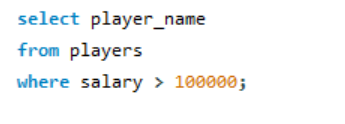 select player_name
from players
where salary > 100000;